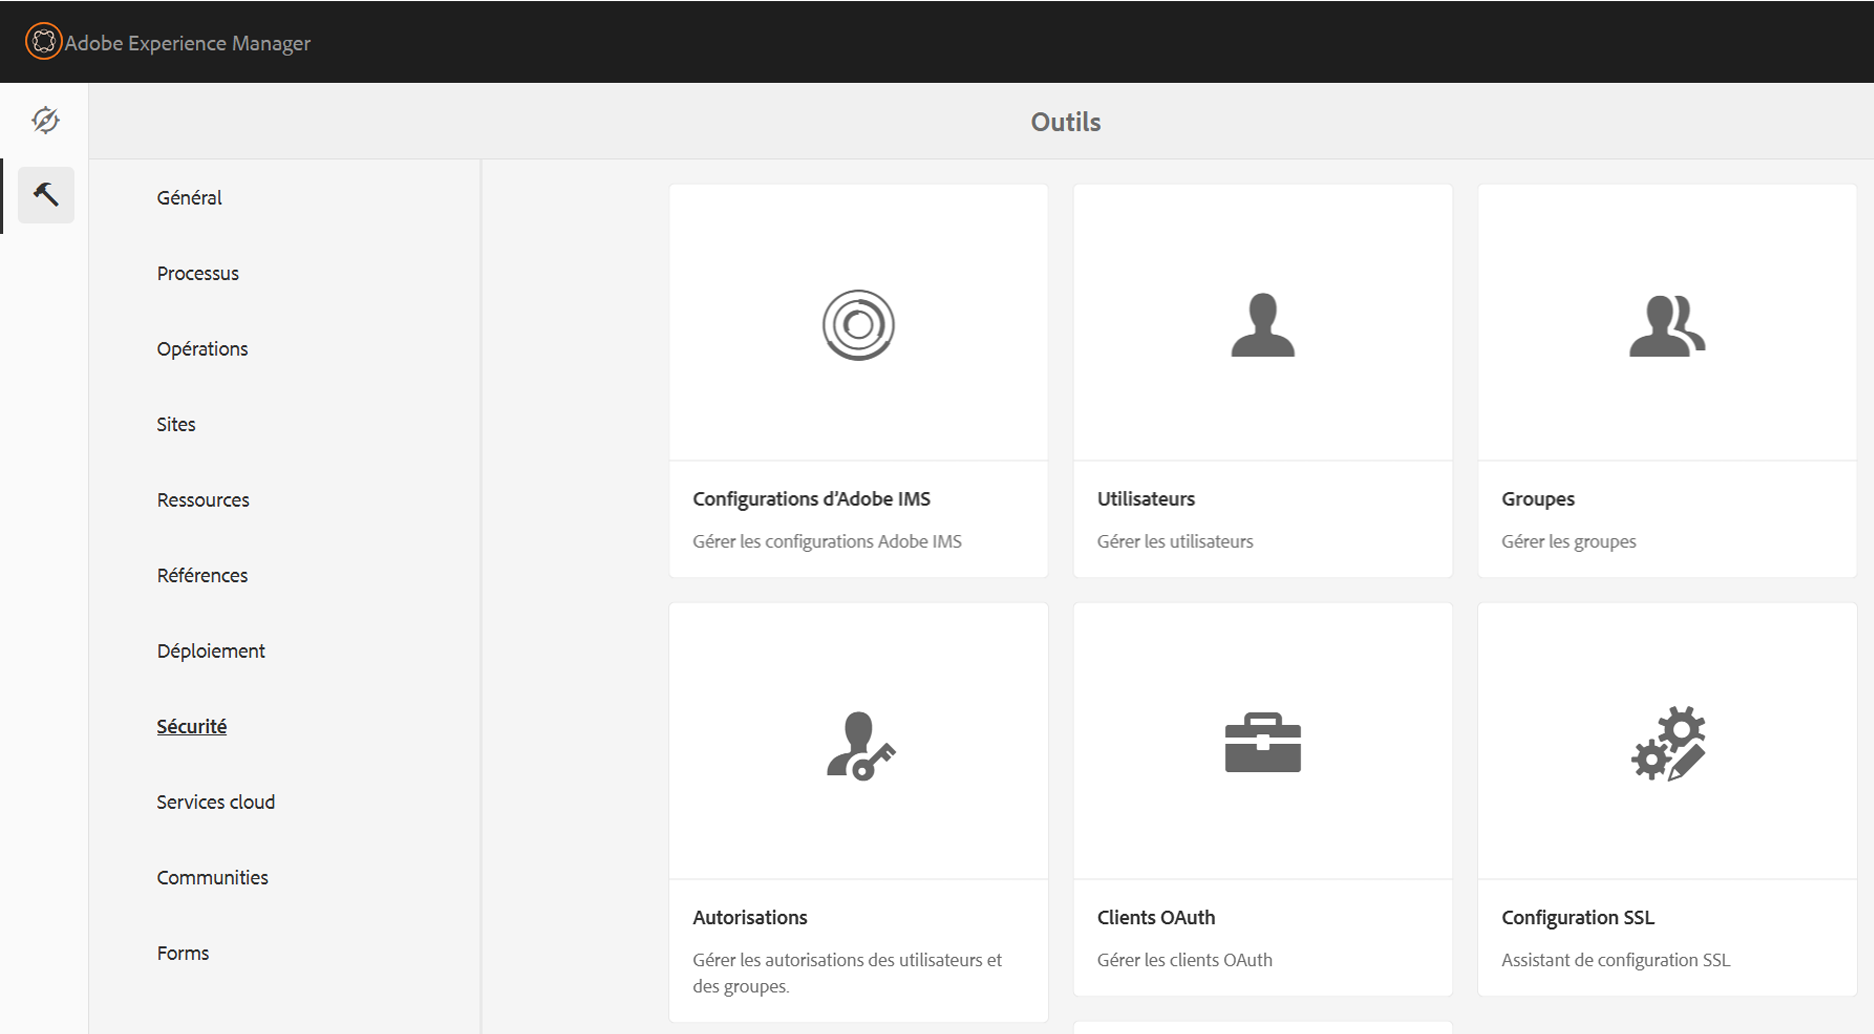 Adobe Experience Manager
Outils
Général
Processus
Opérations
Sites
Ressources
Références
Déploiement
Sécurité
Services cloud
Communities
Forms
Configurations d’Adobe IMS
Gérer les configurations Adobe IMS
Utilisateurs
Gérer les utilisateurs
Groupes
Gérer les groupes
Autorisations
Gérer les autorisations des utilisateurs et
des groupes.
Clients OAuth
Gérer les clients OAuth
Configuration SSL
Assistant de configuration SSL